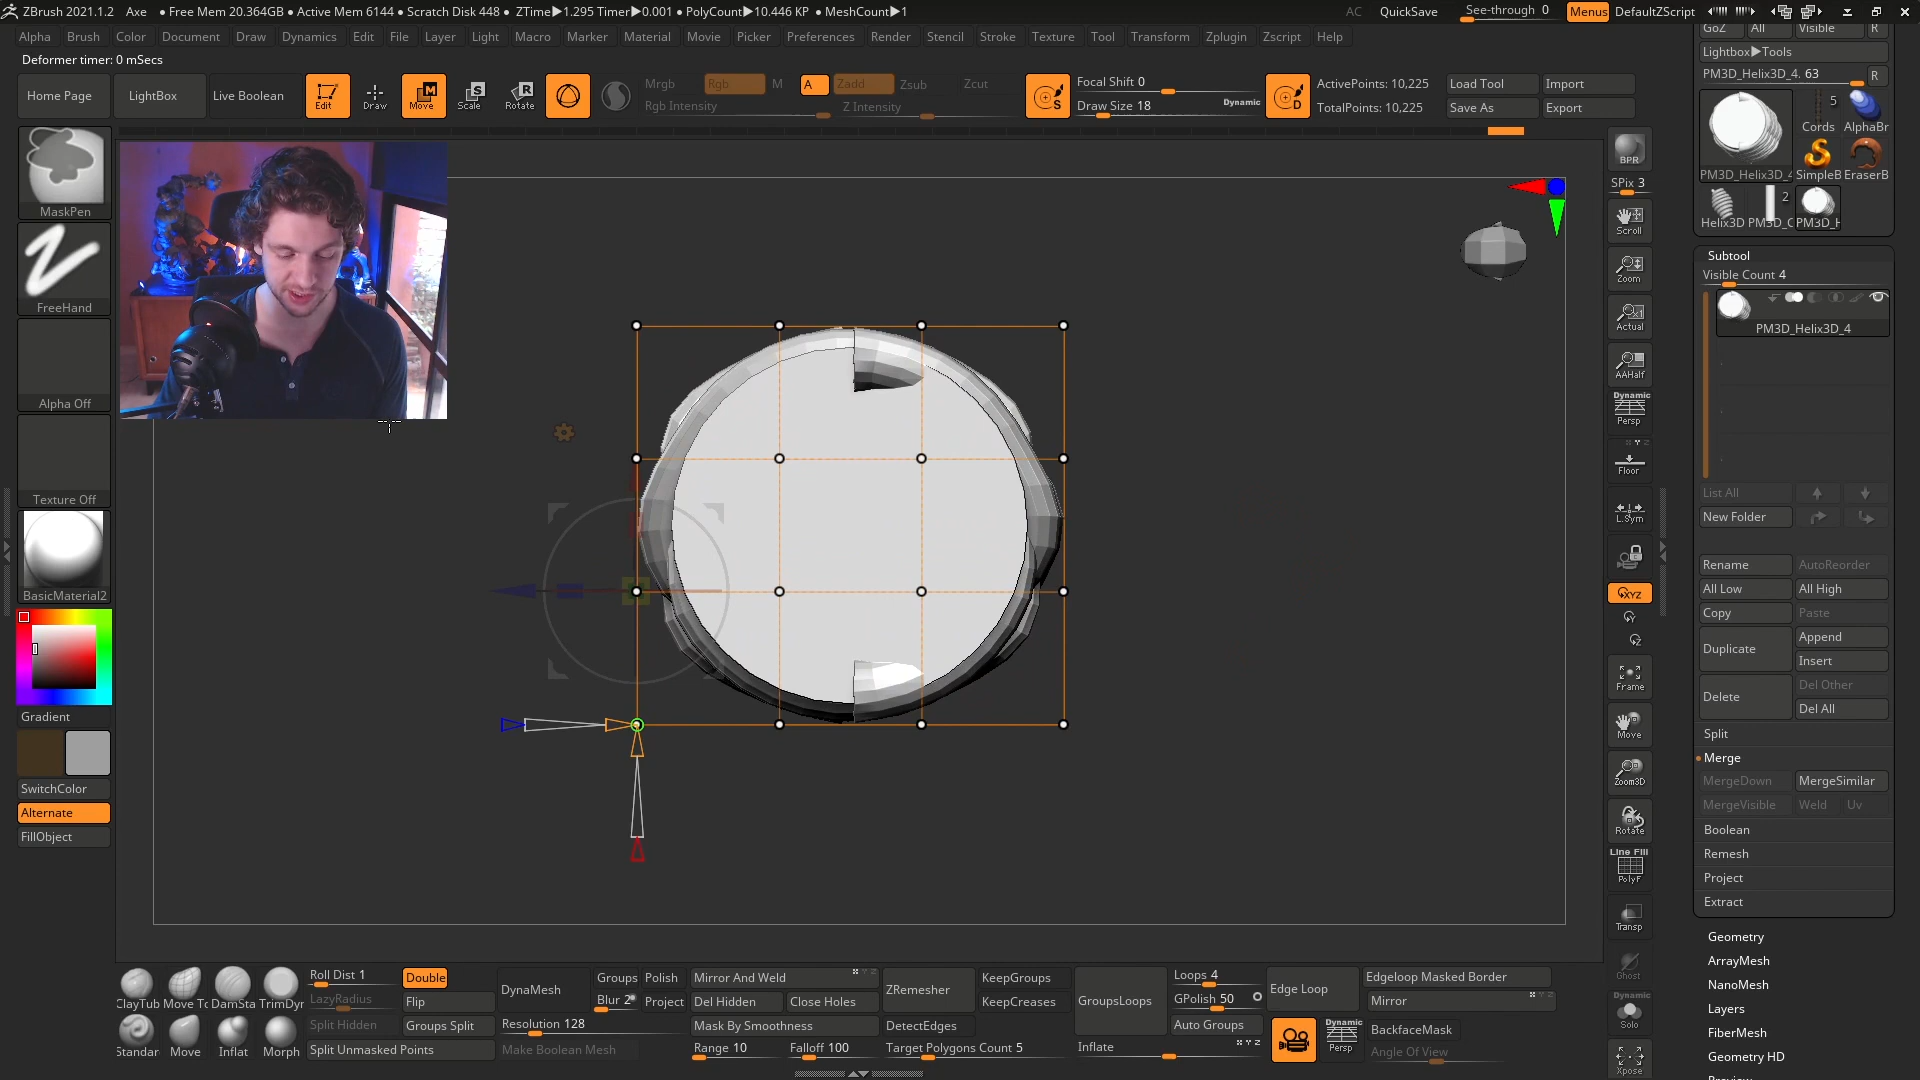 ZBrush 2021.1.2 Axe • Free Mem 20.364GB • Active Mem 6144 • Scratch Disk 448 • ZTime▶1.295 Timer▶0.001 • PolyCount▶10.446 KP • MeshCount▶1 AC QuickSave See-through 0 Menus DefaultZScript
Alpha Brush Color Document Draw Dynamics Edit File Layer Light Macro Marker Material Movie Picker Preferences Render Stencil Stroke Texture Tool Transform Zplugin Zscript Help
Deformer timer: 0 mSecs
Home Page LightBox Live Boolean Edit Draw Move Scale Rotate
Mrgb Rgb M A Zadd Zsub Zcut
Rgb Intensity Z Intensity
Focal Shift 0
Draw Size 18 Dynamic
S D
ActivePoints: 10,225
TotalPoints: 10,225
Load Tool Import
Save As Export
GoZ All Visible R
Lightbox▶Tools
PM3D_Helix3D_4. 63 R
5
Cords AlphaBr
PM3D_Helix3D_4 SimpleB EraserB
2
Helix3D PM3D_C PM3D_H
Subtool
Visible Count 4
PM3D_Helix3D_4
List All
New Folder
Rename AutoReorder
All Low All High
Copy Paste
Duplicate Append
Insert
Delete Del Other
Del All
Split
Merge
MergeDown MergeSimilar
MergeVisible Weld Uv
Boolean
Remesh
Project
Extract
Geometry
ArrayMesh
NanoMesh
Layers
FiberMesh
Geometry HD
MaskPen
FreeHand
Alpha Off
Texture Off
BasicMaterial2
Gradient
SwitchColor
Alternate
FillObject
BPR
SPix 3
Scroll
Zoom
Actual
AAHalf
Dynamic
Persp
Floor
L.Sym
XYZ
Frame
Move
Zoom3D
Rotate
Line Fill
PolyF
Transp
Ghost
Dynamic
Solo
Xpose
ClayTub Move To DamSta TrimDyr
Standar Move Inflat Morph
Roll Dist 1 Double
LazyRadius Flip
Split Hidden Groups Split
Split Unmasked Points
DynaMesh Groups Polish
Blur 2 Project
Resolution 128
Make Boolean Mesh
Mirror And Weld
Del Hidden Close Holes
Mask By Smoothness
Range 10 Falloff 100
ZRemesher KeepGroups
KeepCreases
DetectEdges
Target Polygons Count 5
GroupsLoops Loops 4
GPolish 50
Auto Groups
Inflate
Edge Loop Edgeloop Masked Border
Mirror
Dynamic
Persp
BackfaceMask
Angle Of View